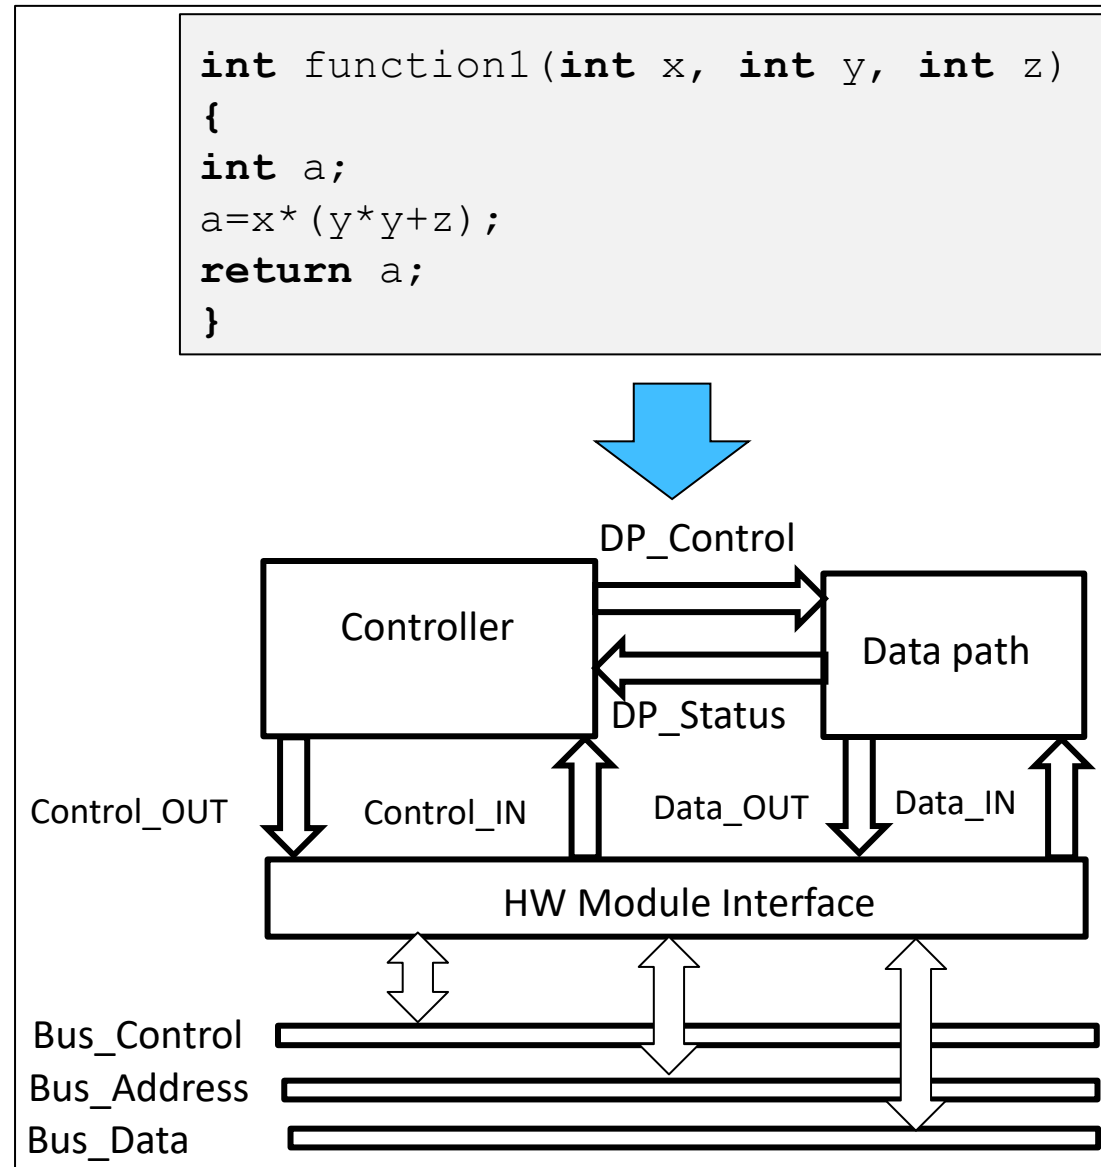 int function1(int x, int y, int z)
{
int a;
a=x*(y*y+z);
return a;
}
DP_Control
Controller
Data path
DP_Status
Control_OUT
Control_IN
Data_OUT
Data_IN
HW Module Interface
Bus_Control
Bus_Address
Bus_Data